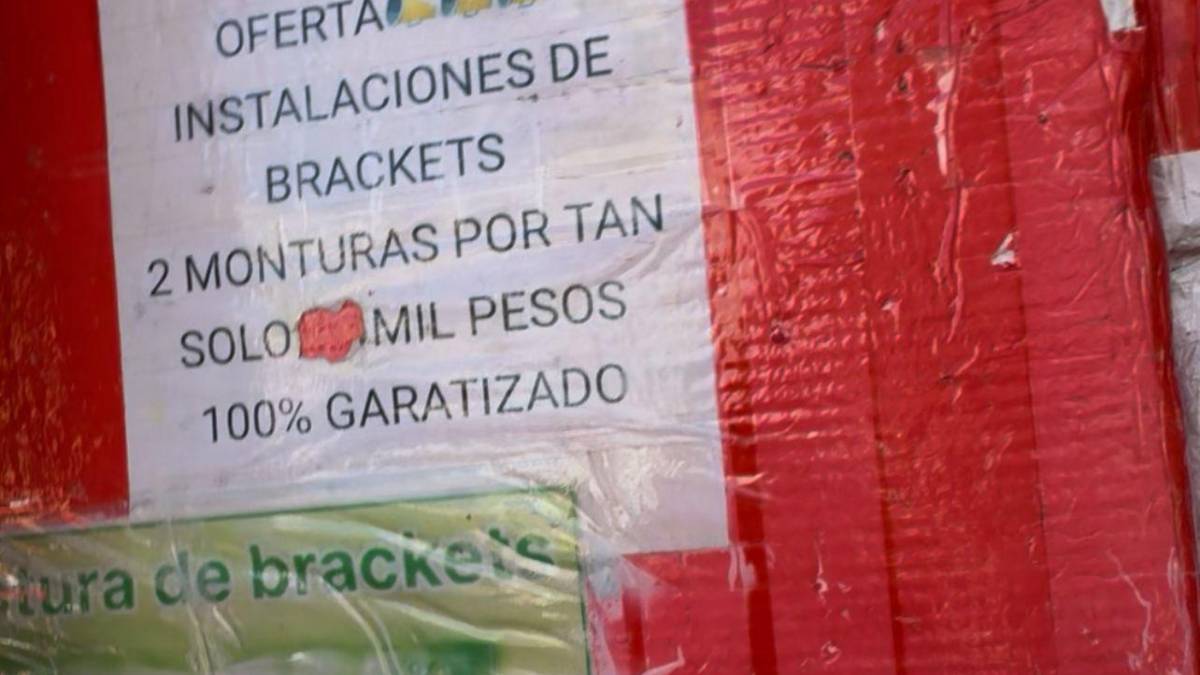 OFERTA
INSTALACIONES DE
BRACKETS
2 MONTURAS POR TAN
SOLO MIL PESOS
100% GARATIZADO
tura de brackets